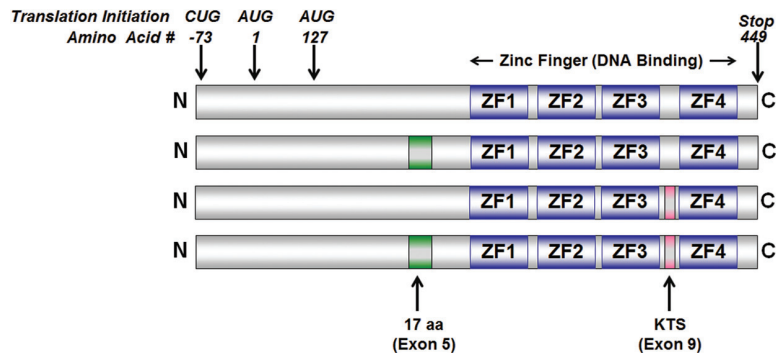 Translation Initiation CUG AUG AUG Stop
Amino Acid # -73 1 127 449
← Zinc Finger (DNA Binding) →
N ZF1 ZF2 ZF3 ZF4 C
N ZF1 ZF2 ZF3 ZF4 C
N ZF1 ZF2 ZF3 ZF4 C
N ZF1 ZF2 ZF3 ZF4 C
17 aa KTS
(Exon 5) (Exon 9)